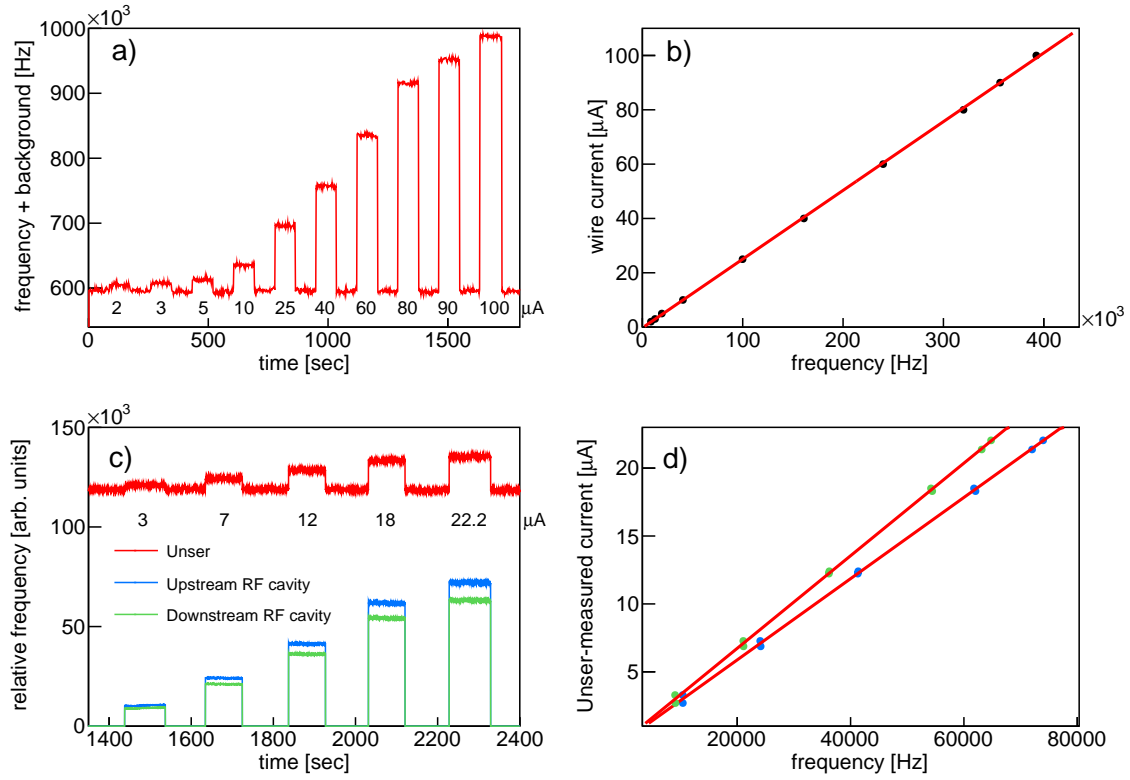 ×10³
1000
900
800
700
600
frequency + background [Hz]
a)
2 3 5 10 25 40 60 80 90 100 μA
0 500 1000 1500
time [sec]
b)
100
80
60
40
20
0
wire current [μA]
0 100 200 300 400 ×10³
frequency [Hz]
×10³
150
100
50
0
relative frequency [arb. units]
c)
3 7 12 18 22.2 μA
Unser
Upstream RF cavity
Downstream RF cavity
1400 1600 1800 2000 2200 2400
time [sec]
d)
20
15
10
5
Unser-measured current [μA]
20000 40000 60000 80000
frequency [Hz]